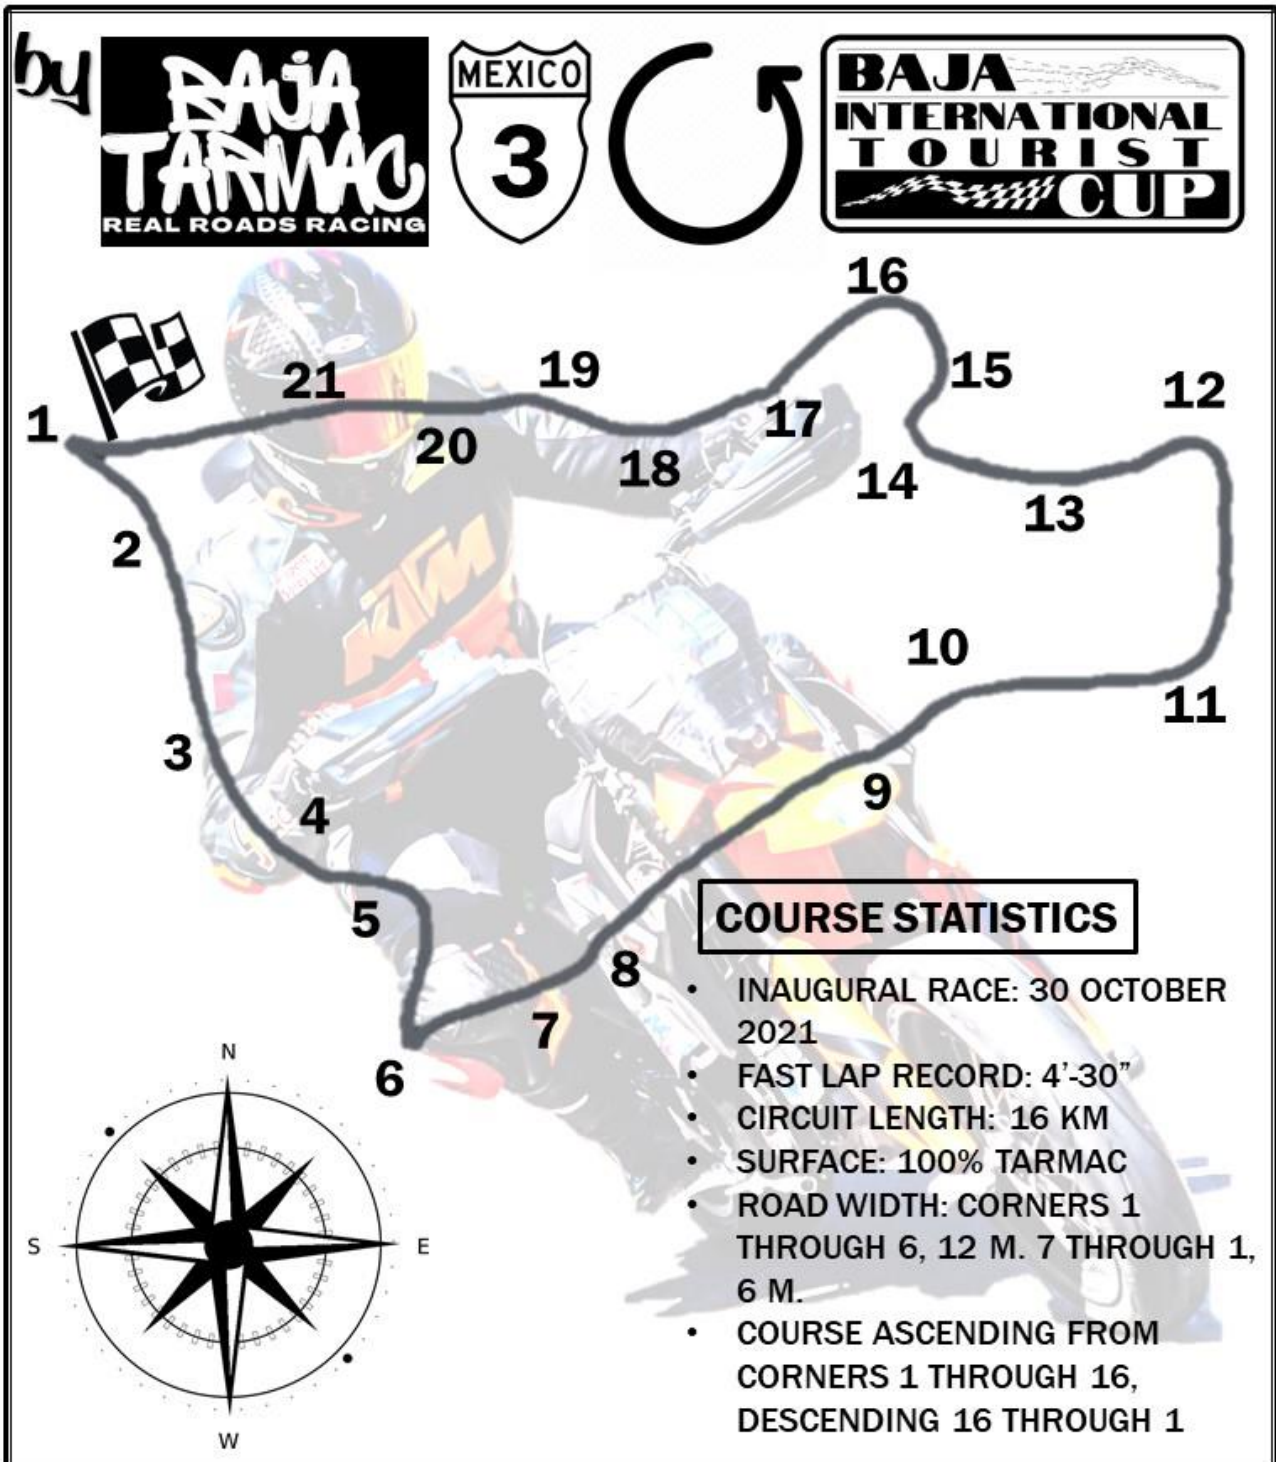 by
BAJA
TARMAC
REAL ROADS RACING
MEXICO
3
BAJA
INTERNATIONAL
TOURIST
CUP
16
15
12
19
21
1
17
20
18
14
13
2
10
11
3
9
4
5
8
7
6
COURSE STATISTICS
• INAUGURAL RACE: 30 OCTOBER
2021
• FAST LAP RECORD: 4'-30"
• CIRCUIT LENGTH: 16 KM
• SURFACE: 100% TARMAC
• ROAD WIDTH: CORNERS 1
THROUGH 6, 12 M. 7 THROUGH 1,
6 M.
• COURSE ASCENDING FROM
CORNERS 1 THROUGH 16,
DESCENDING 16 THROUGH 1
N
S
E
W
KTM